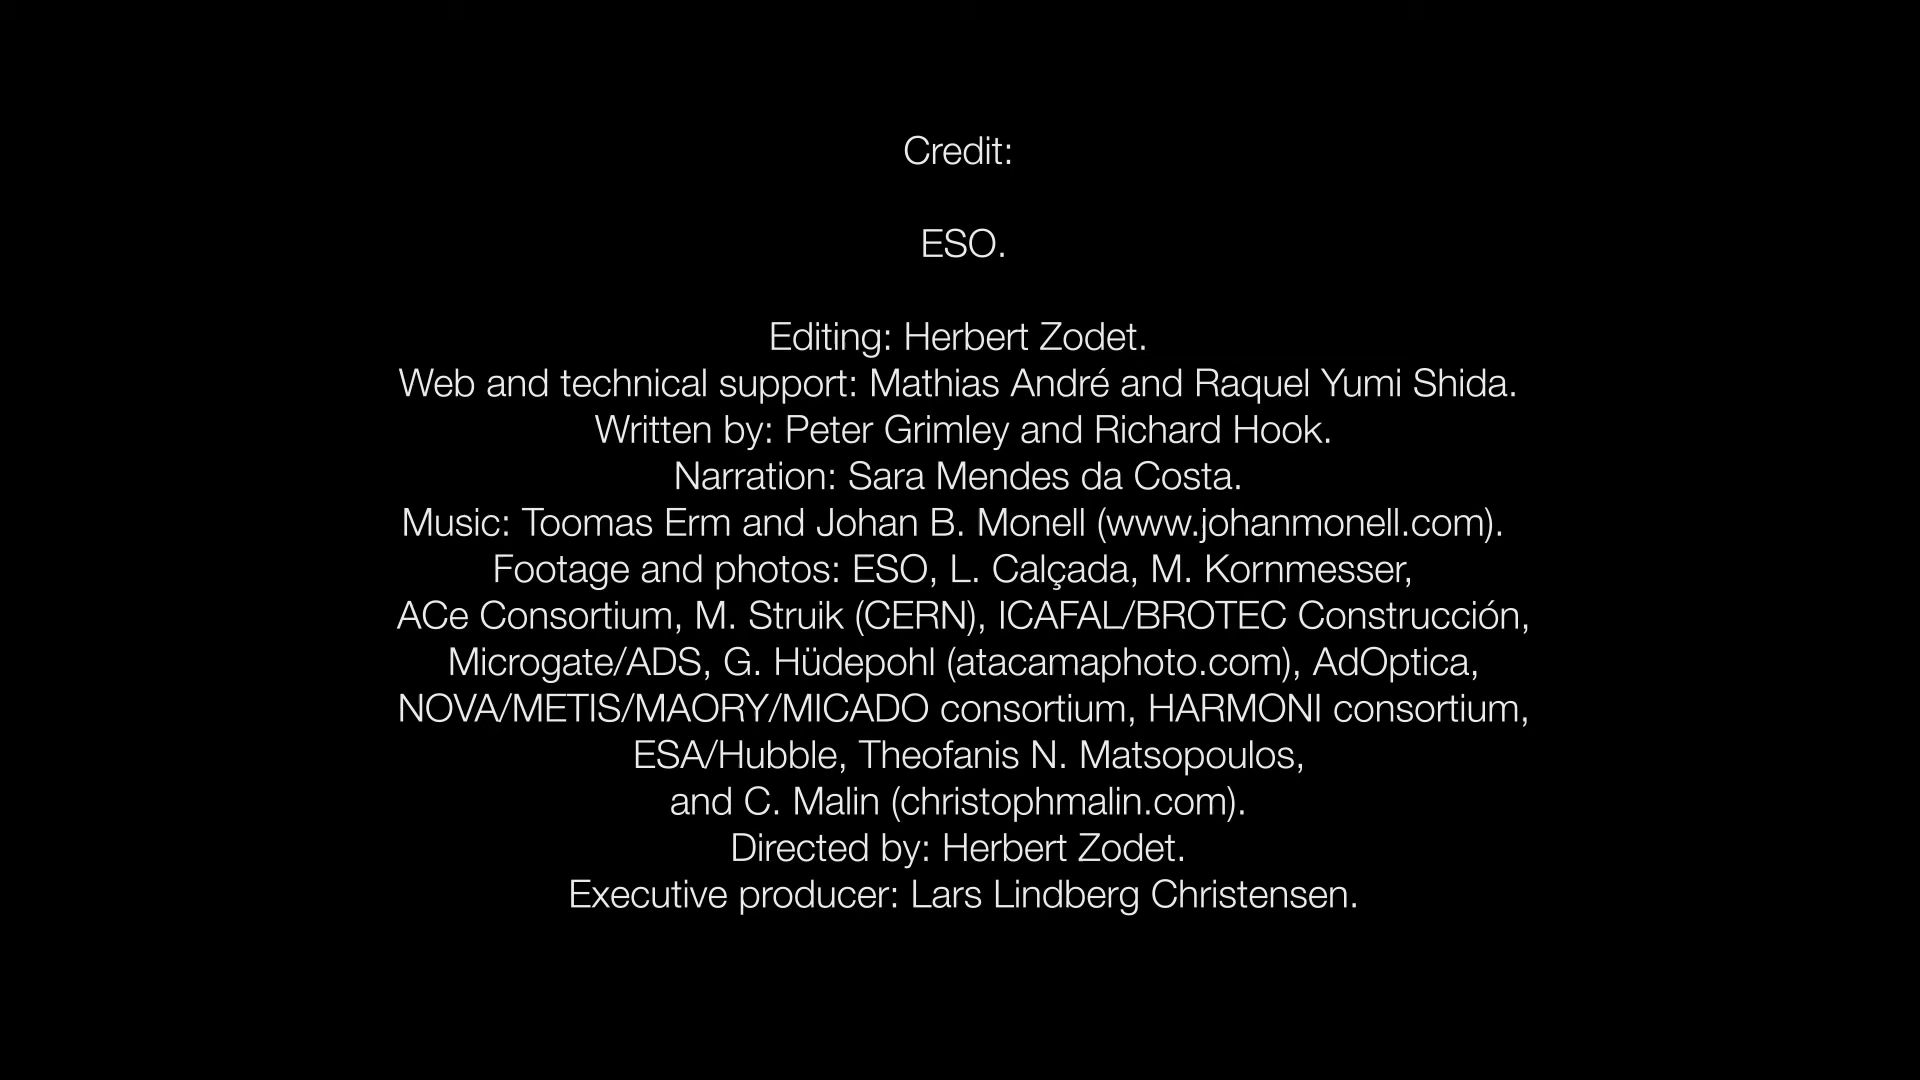 Credit:
ESO.
Editing: Herbert Zodet.
Web and technical support: Mathias André and Raquel Yumi Shida.
Written by: Peter Grimley and Richard Hook.
Narration: Sara Mendes da Costa.
Music: Toomas Erm and Johan B. Monell (www.johanmonell.com).
Footage and photos: ESO, L. Calçada, M. Kornmesser,
ACe Consortium, M. Struik (CERN), ICAFAL/BROTEC Construcción,
Microgate/ADS, G. Hüdepohl (atacamaphoto.com), AdOptica,
NOVA/METIS/MAORY/MICADO consortium, HARMONI consortium,
ESA/Hubble, Theofanis N. Matsopoulos,
and C. Malin (christophmalin.com).
Directed by: Herbert Zodet.
Executive producer: Lars Lindberg Christensen.